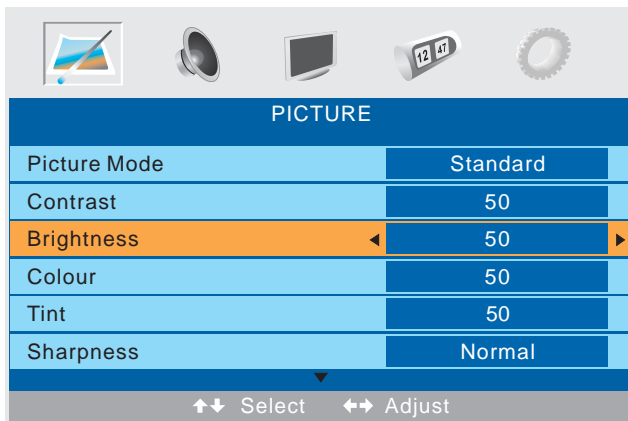 12 47
PICTURE
Picture Mode Standard
Contrast 50
Brightness 50
Colour 50
Tint 50
Sharpness Normal
Select Adjust